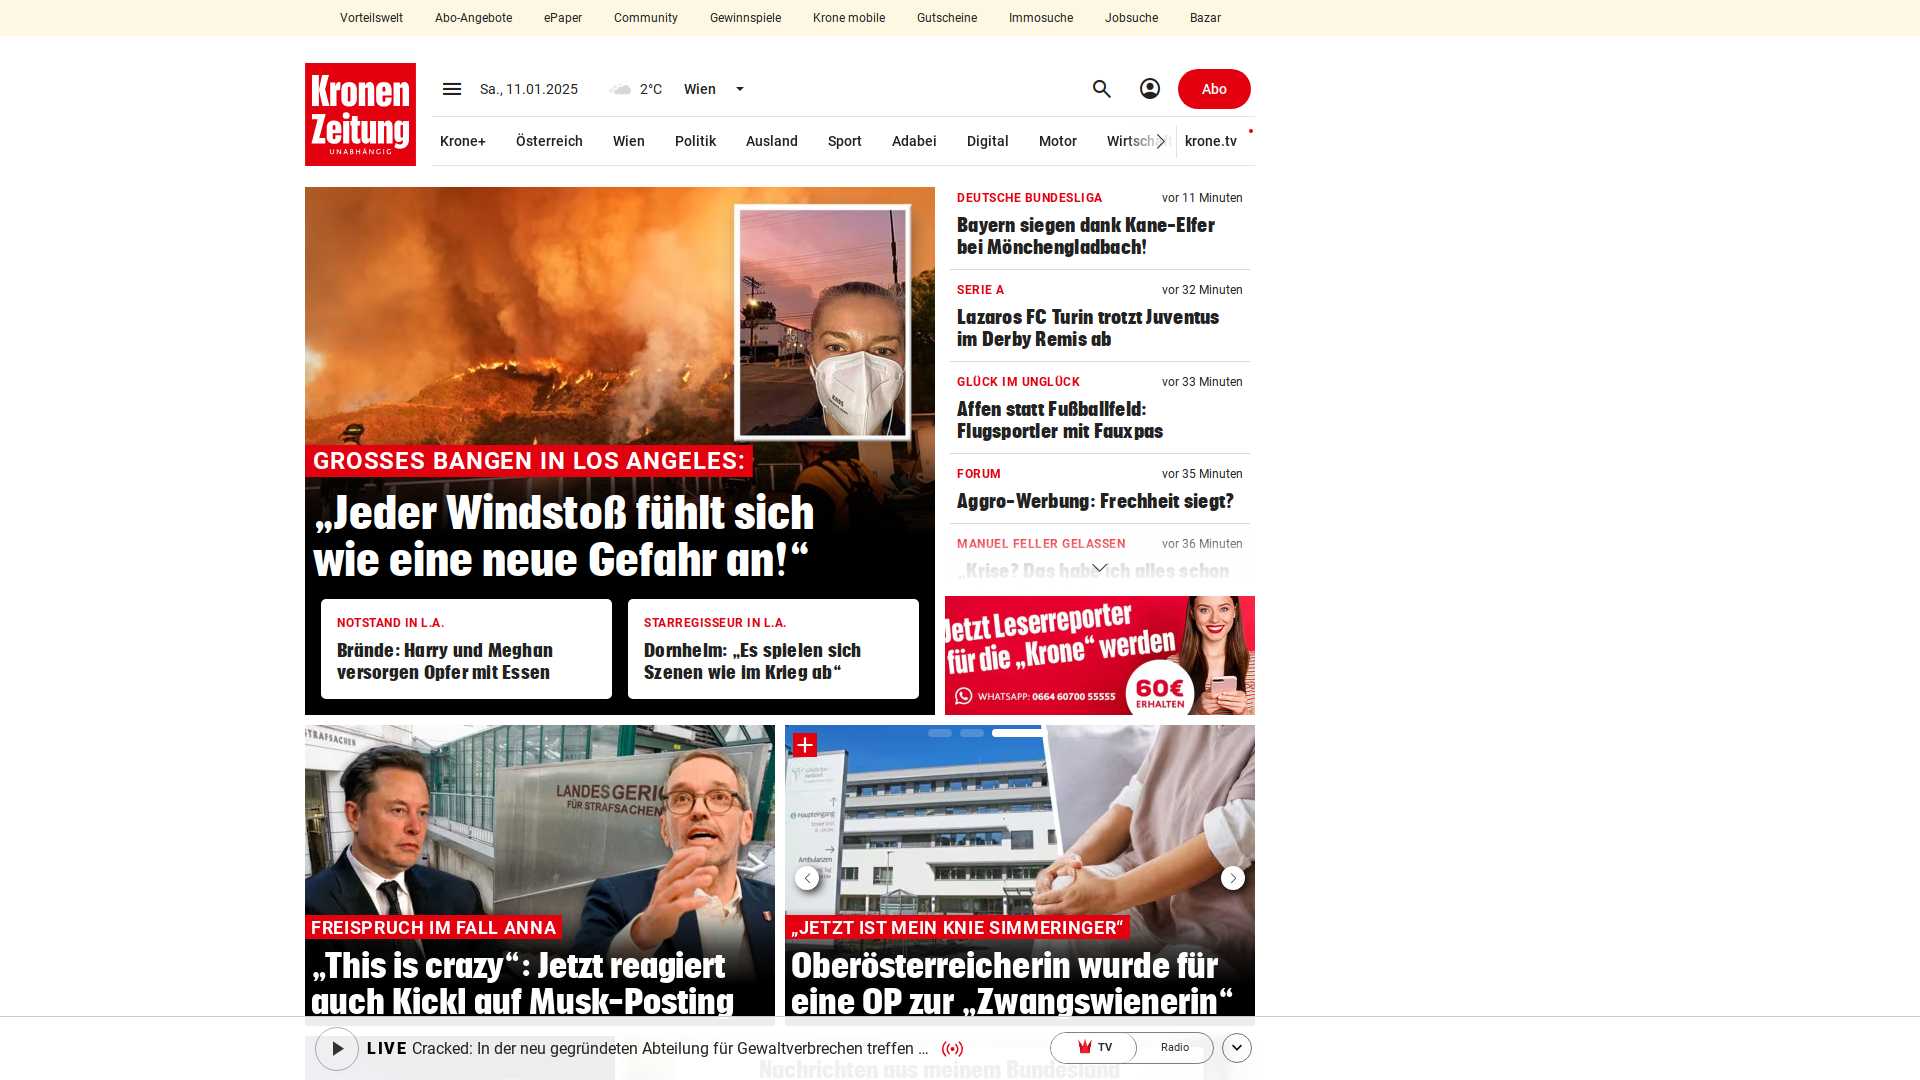 Vorteilswelt Abo-Angebote ePaper Community Gewinnspiele Krone mobile Gutscheine Immosuche Jobsuche Bazar
Kronen
Zeitung
UNABHÄNGIG
Sa., 11.01.2025 2°C Wien
Abo
Krone+ Österreich Wien Politik Ausland Sport Adabei Digital Motor krone.tv
GROSSES BANGEN IN LOS ANGELES:
„Jeder Windstoß fühlt sich
wie eine neue Gefahr an!“
NOTSTAND IN L.A.
Brände: Harry und Meghan
versorgen Opfer mit Essen
STARREGISSEUR IN L.A.
Dornhelm: „Es spielen sich
Szenen wie im Krieg ab“
DEUTSCHE BUNDESLIGA vor 11 Minuten
Bayern siegen dank Kane-Elfer
bei Mönchengladbach!
SERIE A vor 32 Minuten
Lazaros FC Turin trotzt Juventus
im Derby Remis ab
GLÜCK IM UNGLÜCK vor 33 Minuten
Affen statt Fußballfeld:
Flugsportler mit Fauxpas
FORUM vor 35 Minuten
Aggro-Werbung: Frechheit siegt?
MANUEL FELLER GELASSEN vor 36 Minuten
„Krise? Das habe ich alles schon
Jetzt Leserreporter
für die „Krone“ werden
WHATSAPP: 0664 60700 55555
60€
ERHALTEN
STRAFSACHEN
LANDESGERIC
FÜR STRAFSACHEN
FREISPRUCH IM FALL ANNA
„This is crazy“: Jetzt reagiert
auch Kickl auf Musk-Posting
Haupteingang
Ambulanzen
„JETZT IST MEIN KNIE SIMMERINGER“
Oberösterreicherin wurde für
eine OP zur „Zwangswienerin“
LIVE Cracked: In der neu gegründeten Abteilung für Gewaltverbrechen treffen ...
TV Radio
Nachrichten aus meinem Bundesland